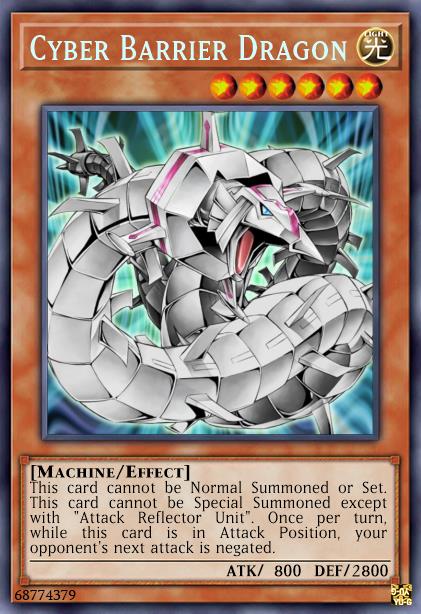 CYBER BARRIER DRAGON
LIGHT
光
[MACHINE/EFFECT]
This card cannot be Normal Summoned or Set.
This card cannot be Special Summoned except
with "Attack Reflector Unit". Once per turn,
while this card is in Attack Position, your
opponent's next attack is negated.
ATK/ 800 DEF/2800
68774379